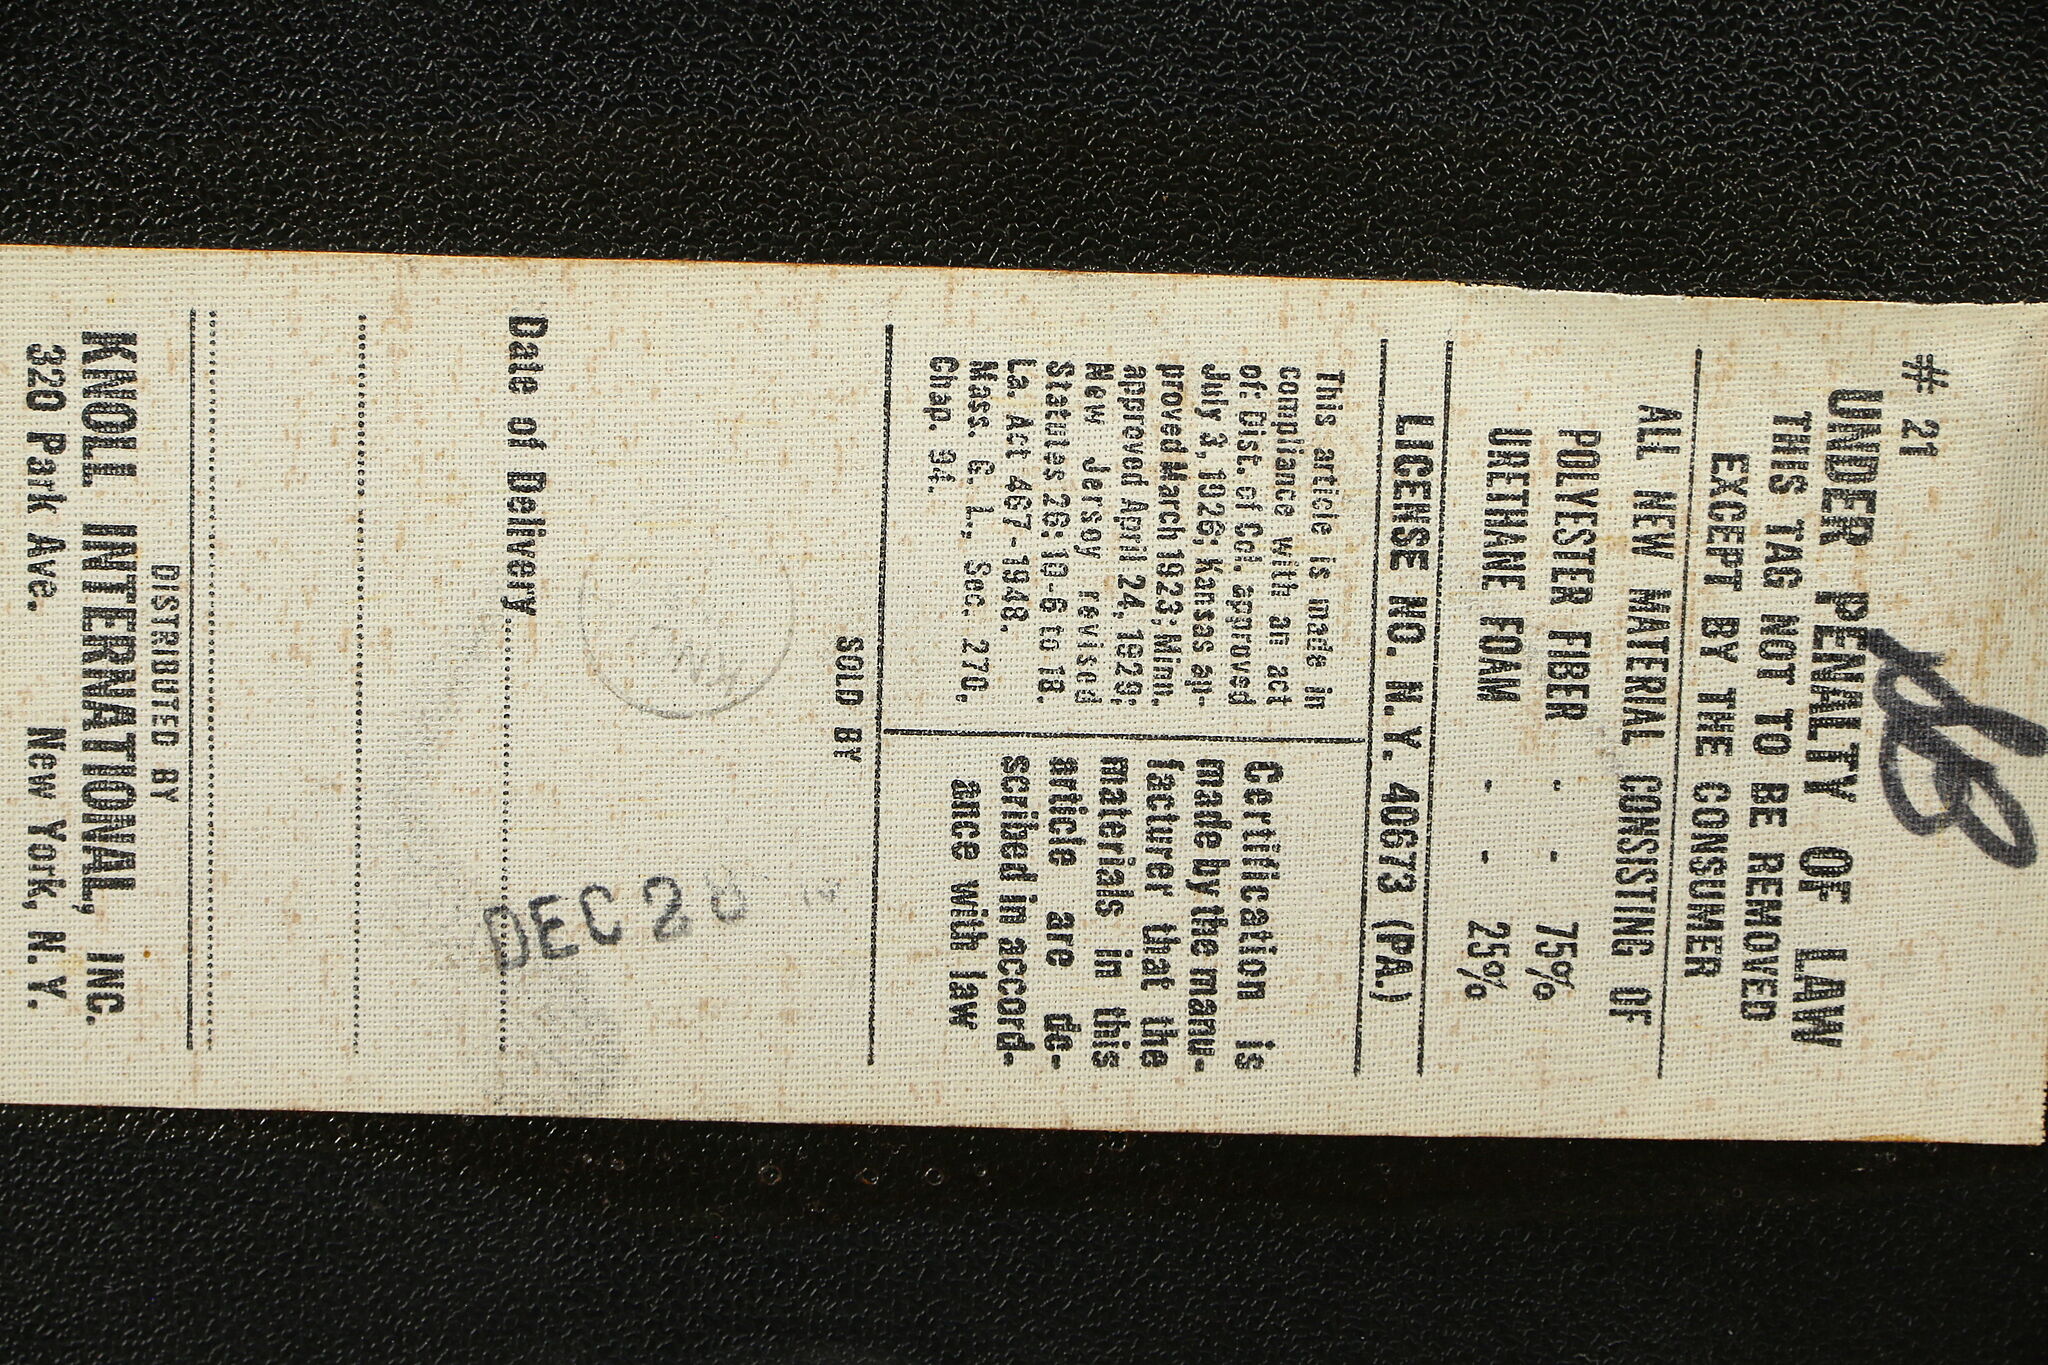 # 21
UNDER PENALTY OF LAW
THIS TAG NOT TO BE REMOVED
EXCEPT BY THE CONSUMER
ALL NEW MATERIAL CONSISTING OF
POLYESTER FIBER - - 75%
URETHANE FOAM - - 25%
LICENSE NO. N.Y. 40673 (PA.)
This article is made in
compliance with an act
of Dist. of Col. approved
July 3, 1926; Kansas ap-
proved March 1923; Minn.
approved April 24, 1929;
New Jersey revised
Statutes 26:10-6 to 18.
La. Act 467-1948.
Mass. G. L., Sec. 270,
Chap. 94.
Certification is
made by the manu-
facturer that the
materials in this
article are de-
scribed in accord-
ance with law
SOLD BY
DEC 2
Date of Delivery
DISTRIBUTED BY
KNOLL INTERNATIONAL, INC.
320 Park Ave. New York, N. Y.